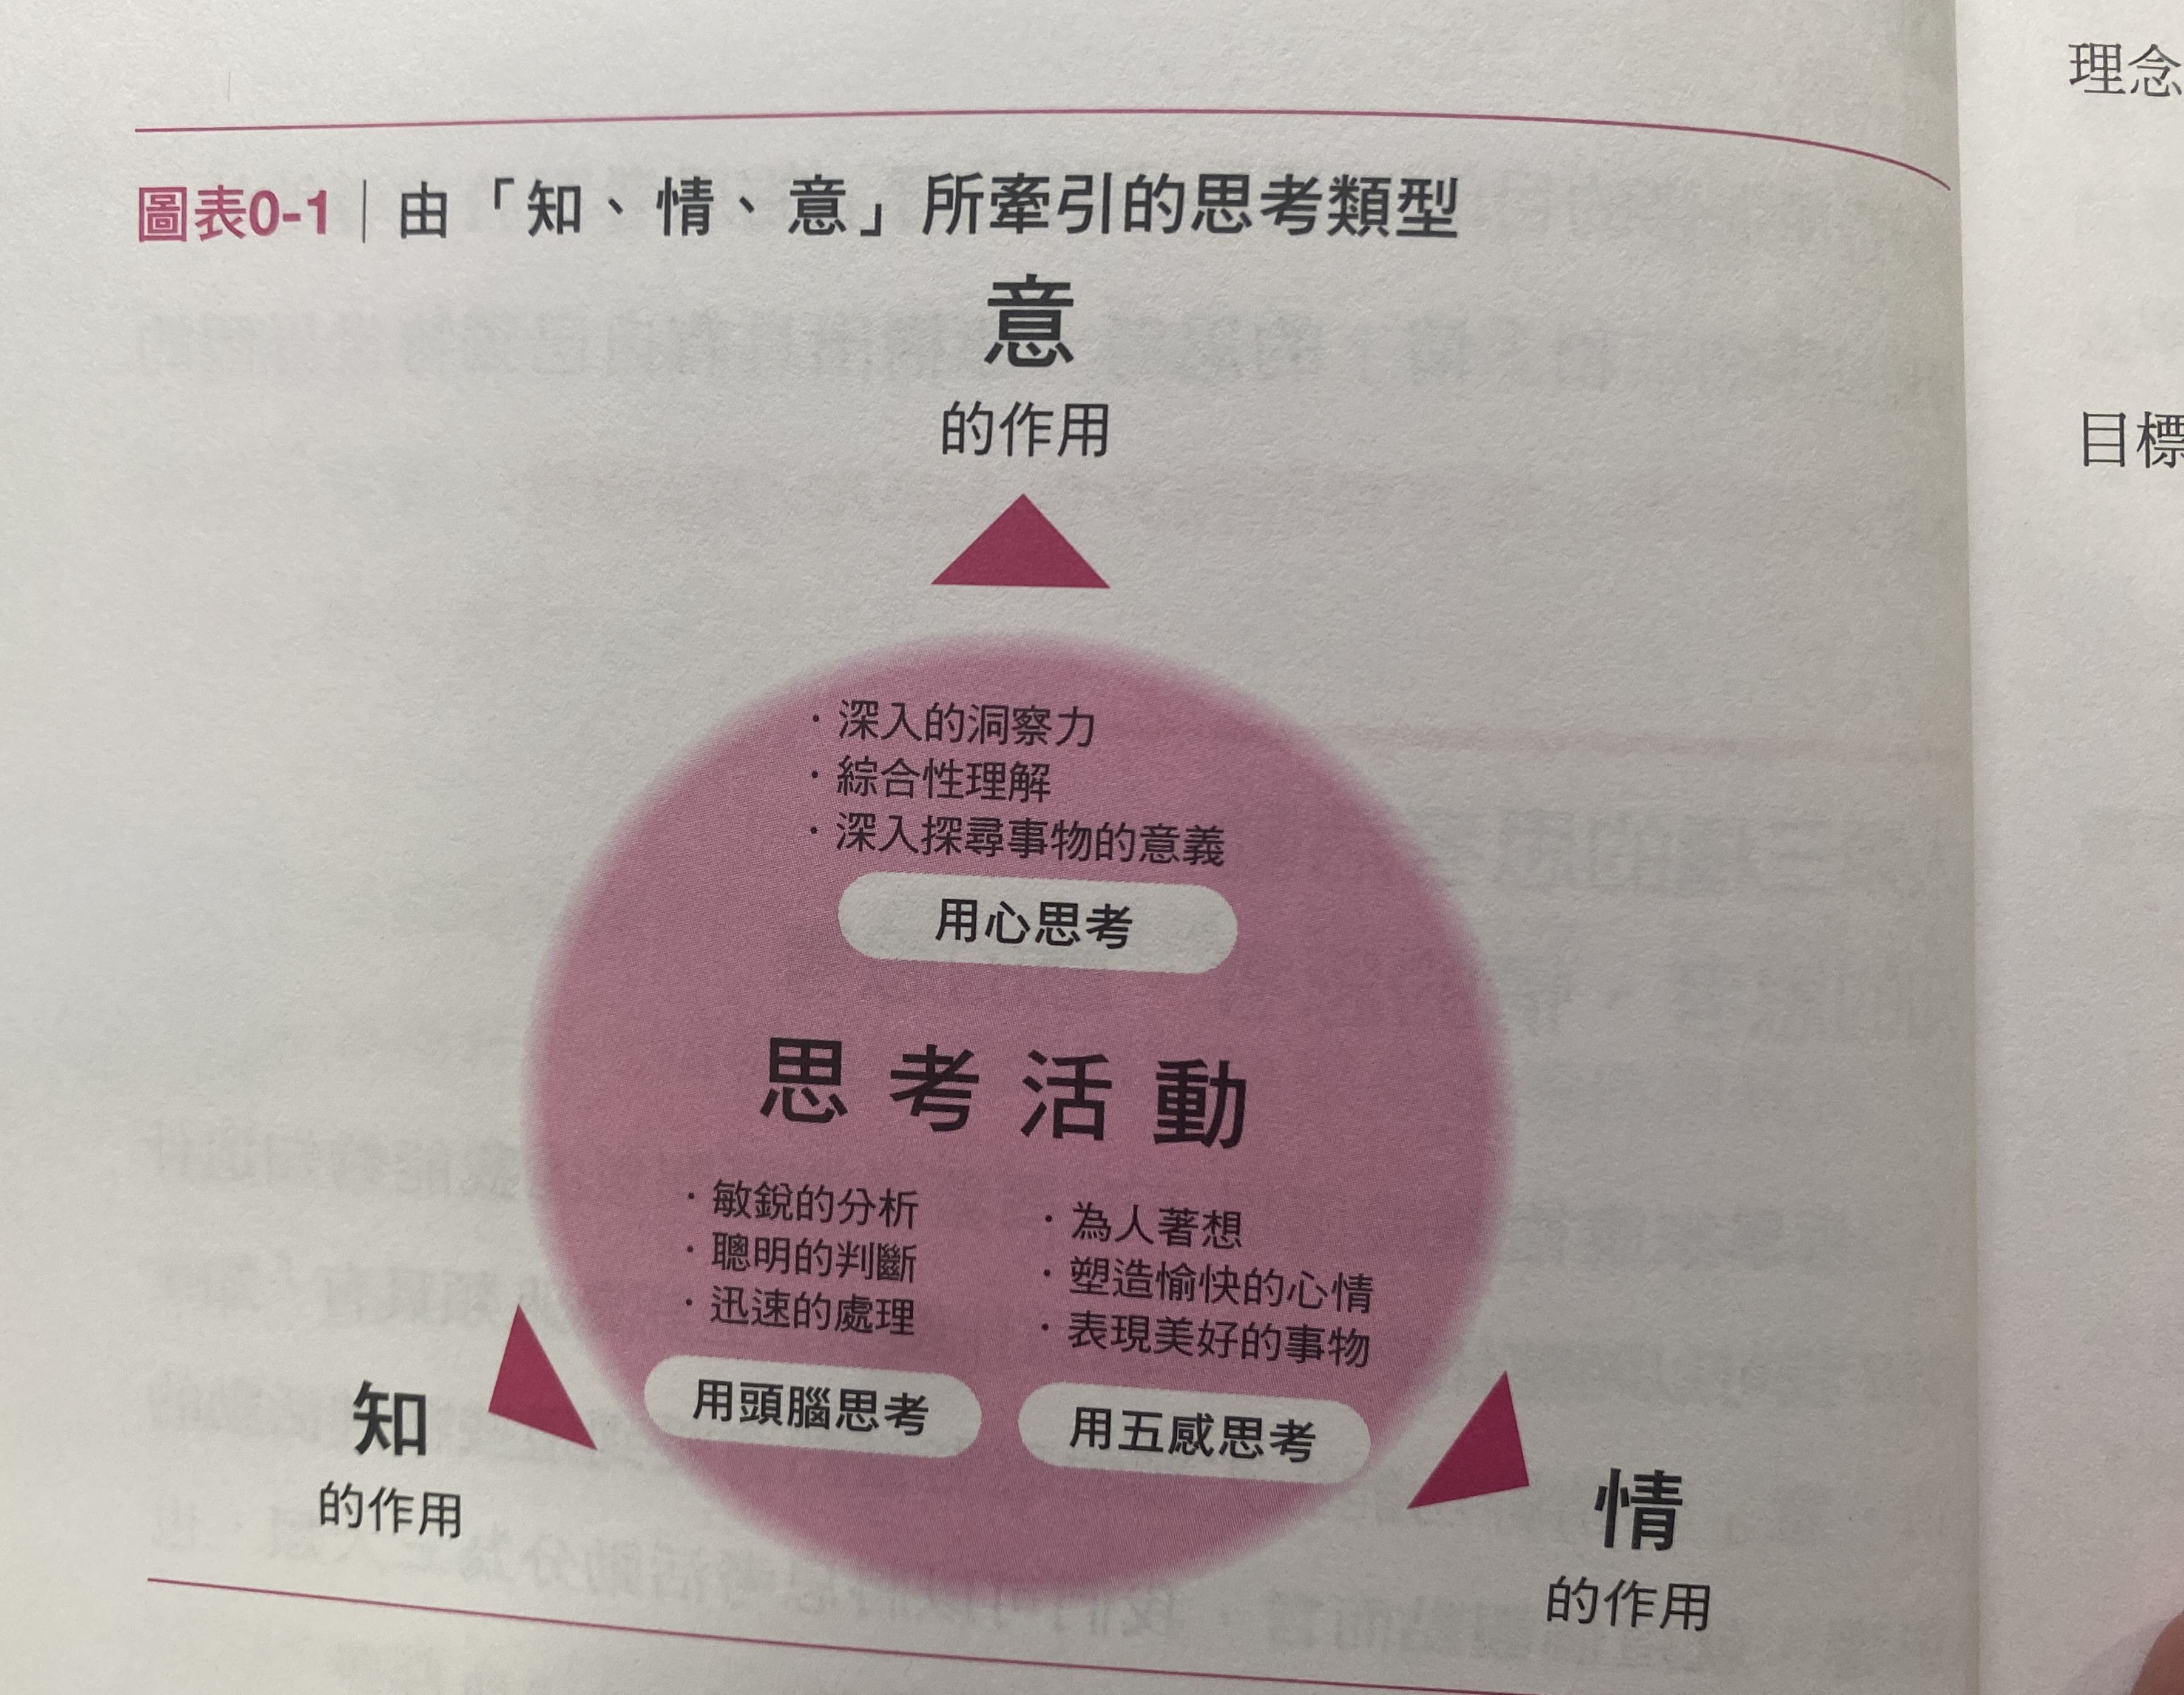 圖表0-1｜由「知、情、意」所牽引的思考類型
意
的作用
・深入的洞察力
・綜合性理解
・深入探尋事物的意義
用心思考
思考活動
・敏銳的分析
・聰明的判斷
・迅速的處理
用頭腦思考
・為人著想
・塑造愉快的心情
・表現美好的事物
用五感思考
知
的作用
情
的作用
理念
目標